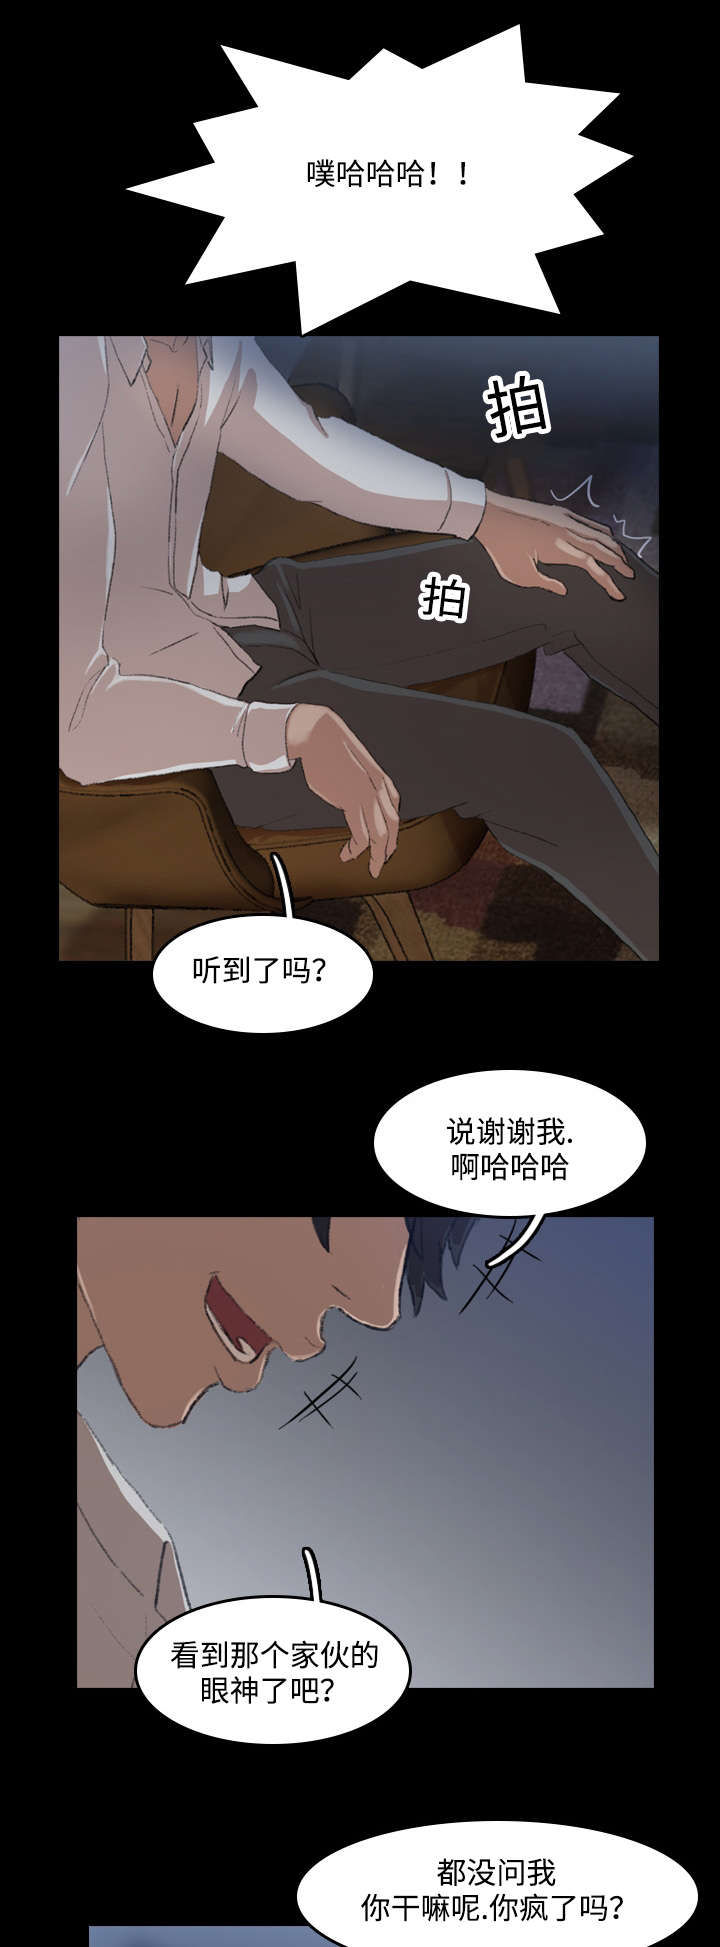 噗哈哈哈！！
拍
拍
听到了吗？
说谢谢我.
啊哈哈哈
看到那个家伙的
眼神了吧？
都没问我
你干嘛呢.你疯了吗？